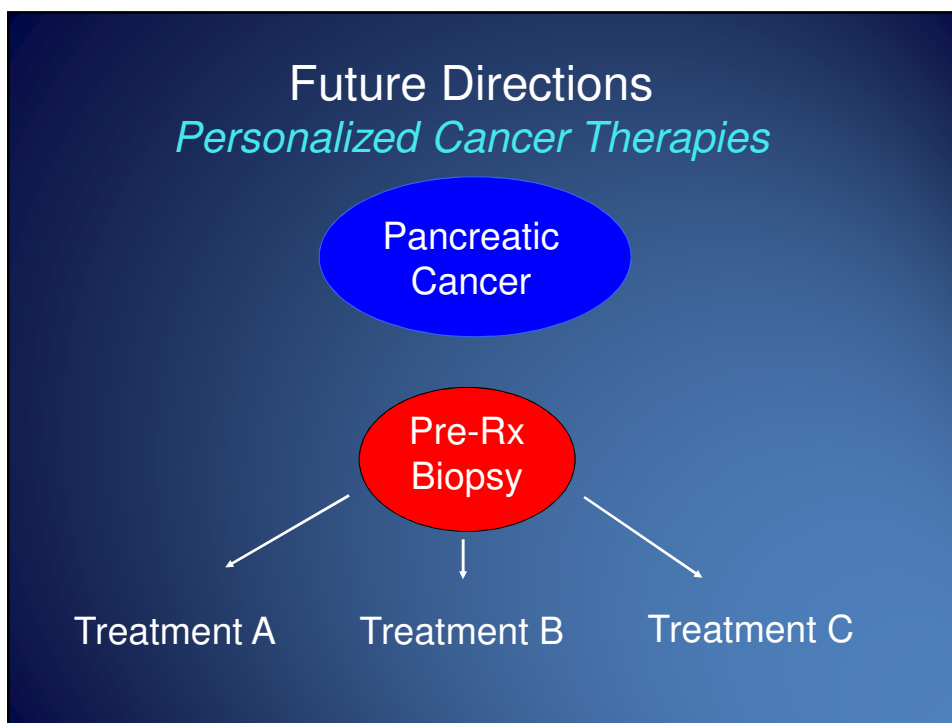 Future Directions
Personalized Cancer Therapies
Pancreatic
Cancer
Pre-Rx
Biopsy
Treatment A
Treatment B
Treatment C